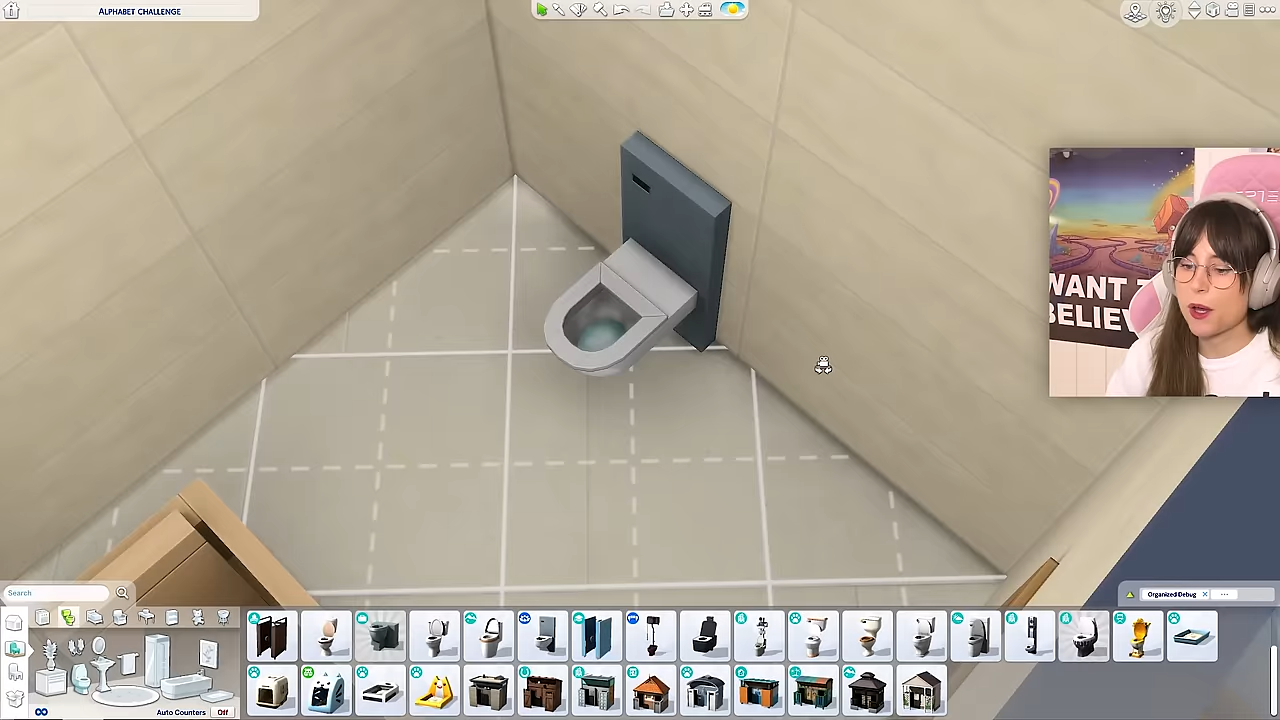 ALPHABET CHALLENGE
WANT
BELIEV
Search
Organized Debug
Auto Counters Off